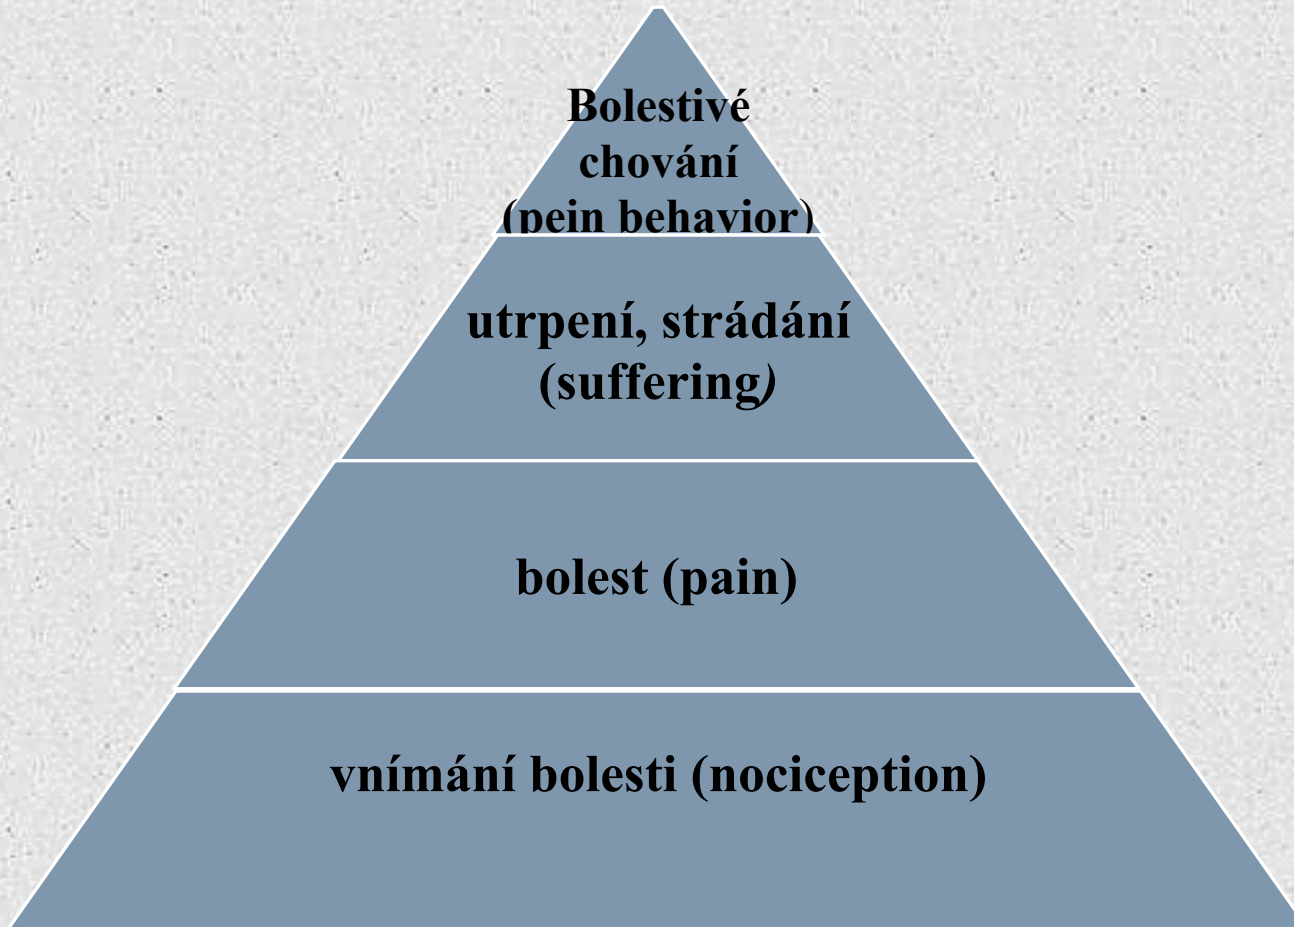 Bolestivé
chování
(pein behavior)
utrpení, strádání
(suffering)
bolest (pain)
vnímání bolesti (nociception)